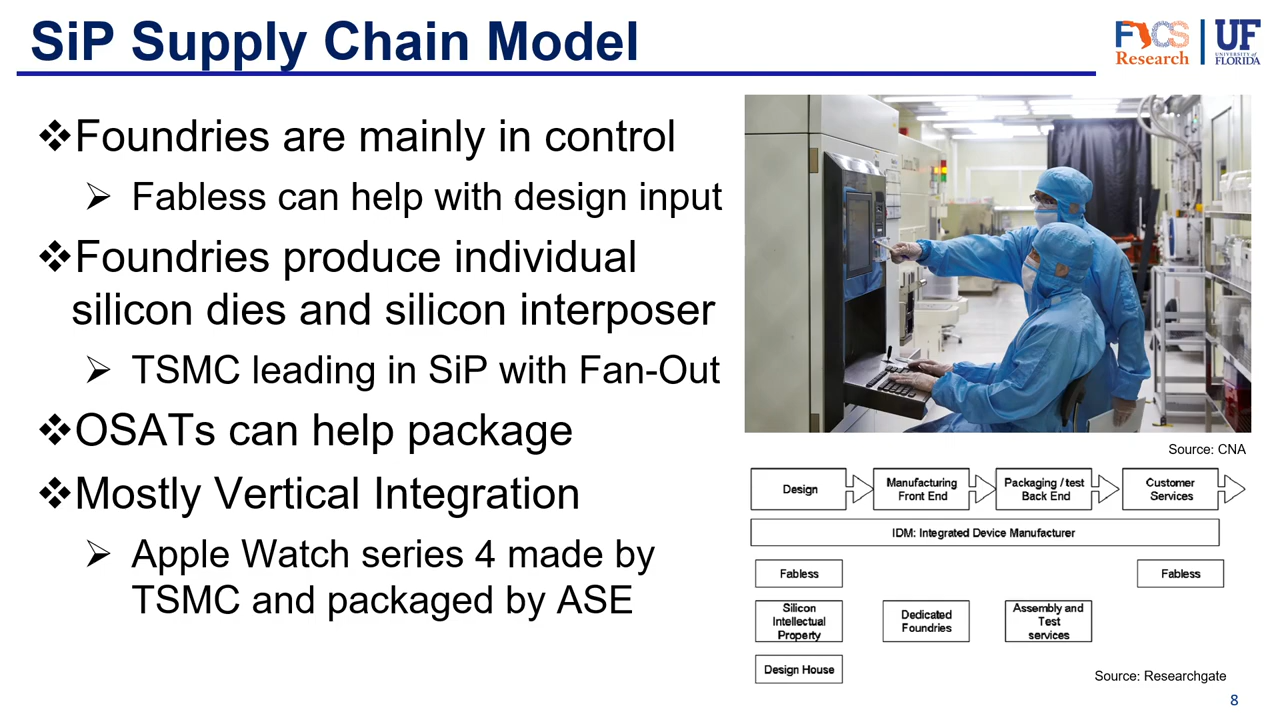 SiP Supply Chain Model
FICS
Research
UF
UNIVERSITY of
FLORIDA
❖Foundries are mainly in control
➢ Fabless can help with design input
❖Foundries produce individual
silicon dies and silicon interposer
➢ TSMC leading in SiP with Fan-Out
❖OSATs can help package
❖Mostly Vertical Integration
➢ Apple Watch series 4 made by
TSMC and packaged by ASE
Source: CNA
Design
Manufacturing
Front End
Packaging / test
Back End
Customer
Services
IDM: Integrated Device Manufacturer
Fabless
Fabless
Silicon
Intellectual
Property
Dedicated
Foundries
Assembly and
Test
services
Design House
Source: Researchgate
8